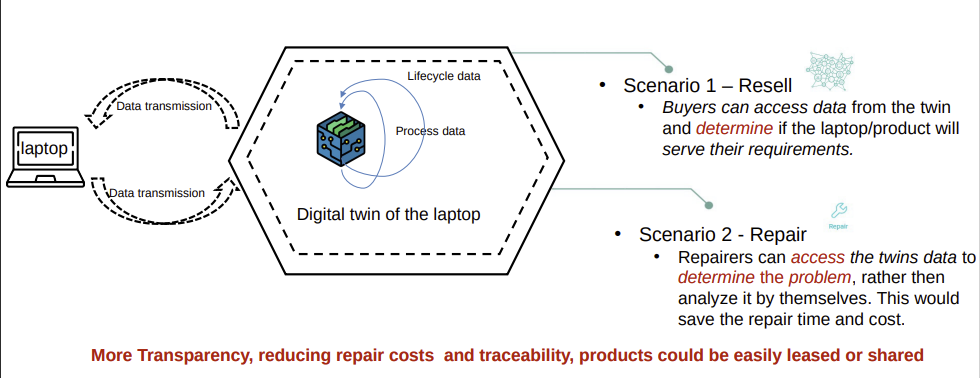 Data transmission
laptop
Data transmission
Lifecycle data
Process data
Digital twin of the laptop
• Scenario 1 – Resell
• Buyers can access data from the twin
and determine if the laptop/product will
serve their requirements.
• Scenario 2 - Repair
Repair
• Repairers can access the twins data to
determine the problem, rather then
analyze it by themselves. This would
save the repair time and cost.
More Transparency, reducing repair costs and traceability, products could be easily leased or shared